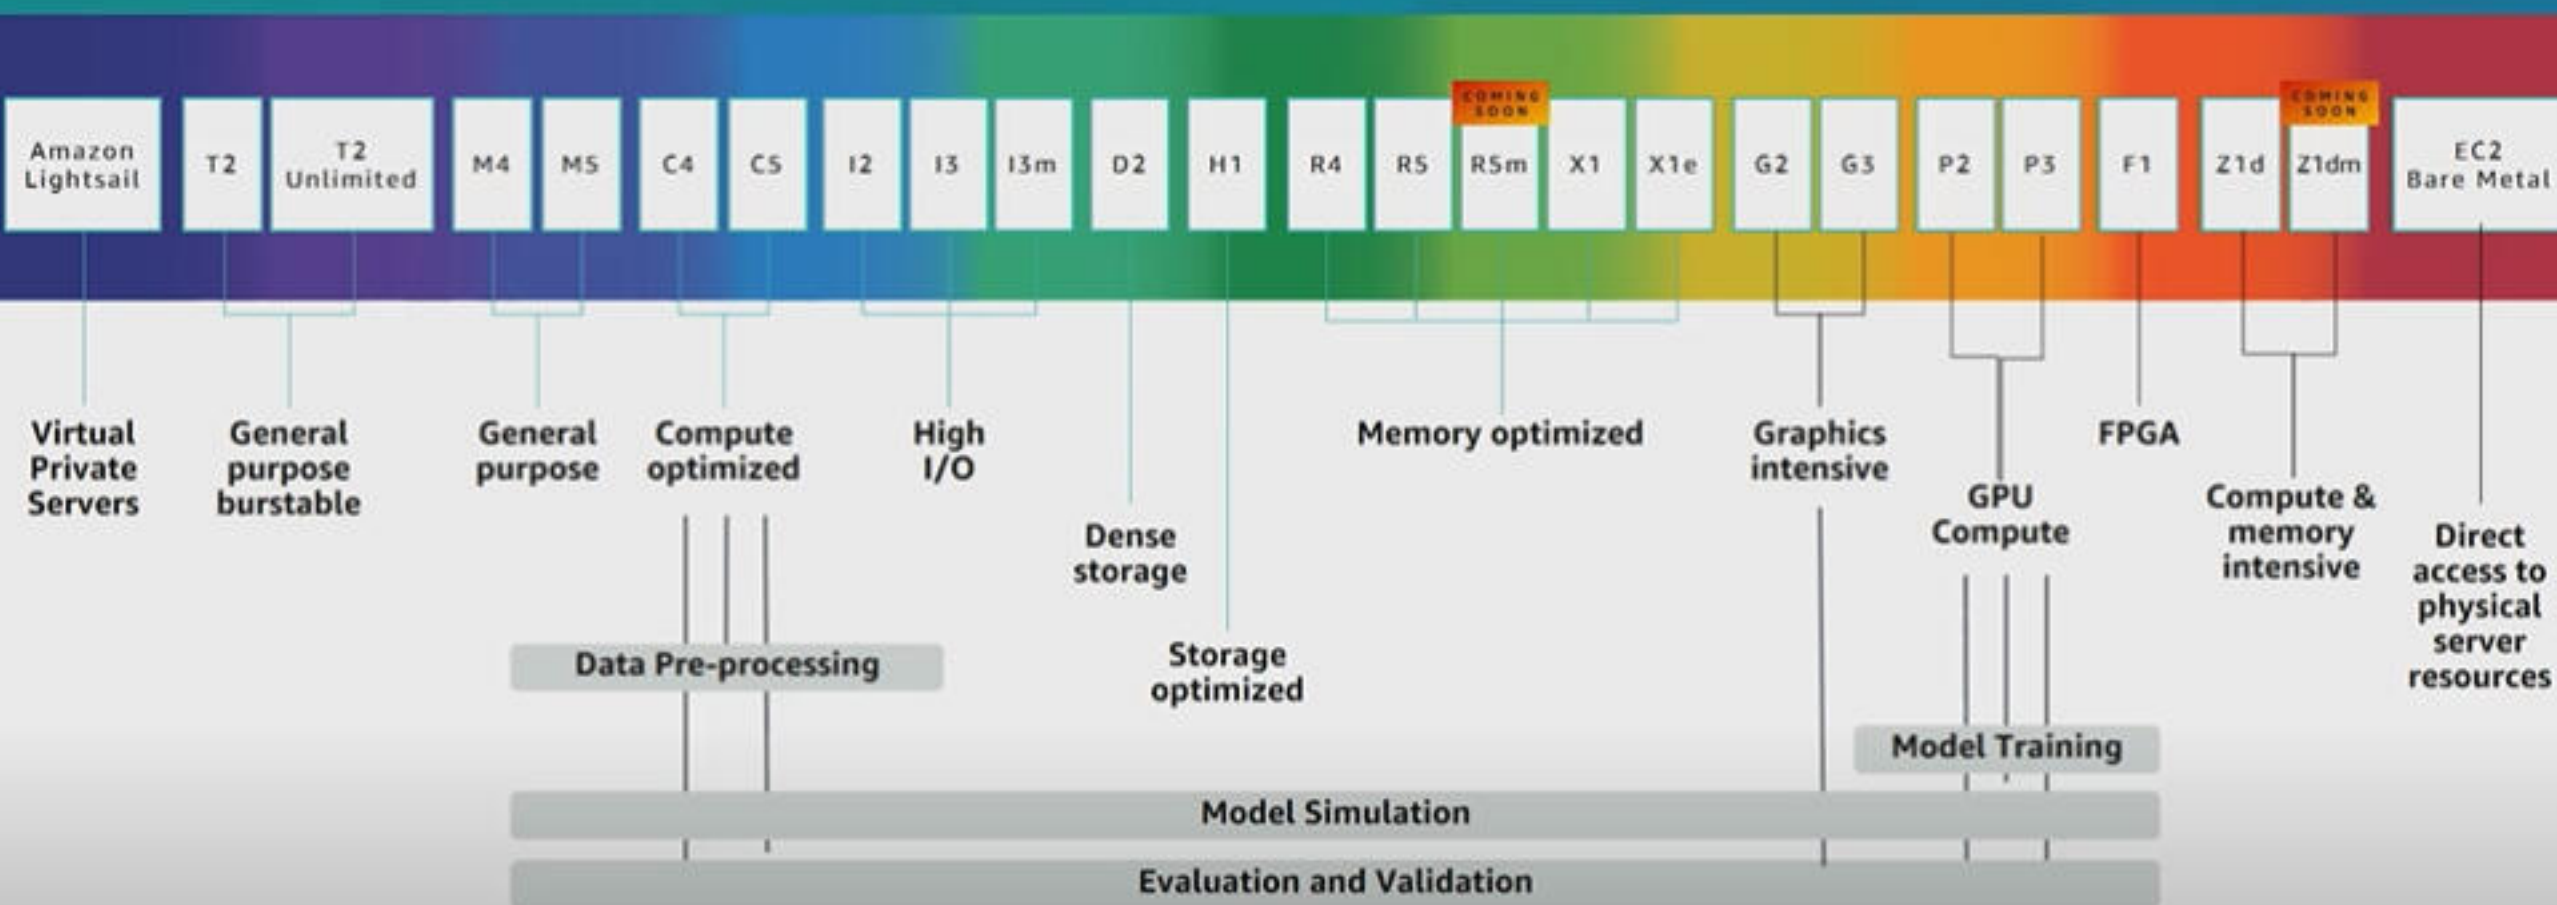 Amazon
Lightsail
T2
T2
Unlimited
M4
M5
C4
C5
I2
I3
I3m
D2
H1
R4
R5
COMING
SOON
R5m
X1
X1e
G2
G3
P2
P3
F1
Z1d
COMING
SOON
Z1dm
EC2
Bare Metal
Virtual
Private
Servers
General
purpose
burstable
General
purpose
Compute
optimized
High
I/O
Dense
storage
Storage
optimized
Memory optimized
Graphics
intensive
GPU
Compute
FPGA
Compute &
memory
intensive
Direct
access to
physical
server
resources
Data Pre-processing
Model Training
Model Simulation
Evaluation and Validation